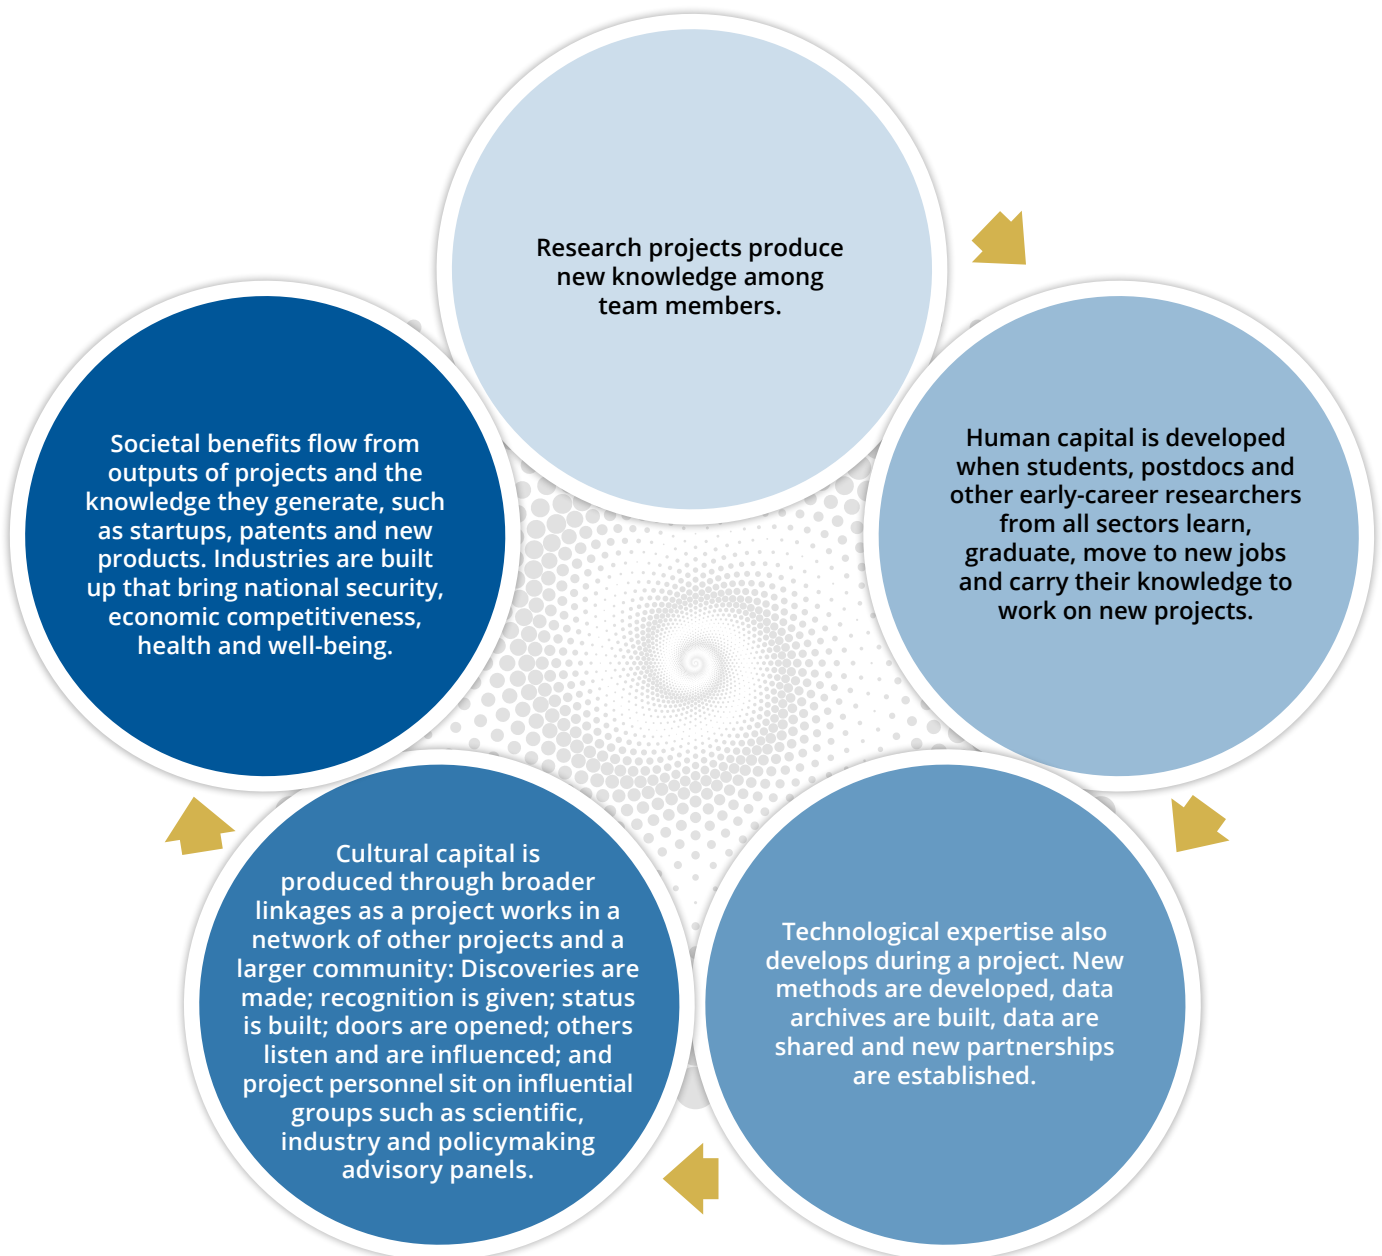 Research projects produce
new knowledge among
team members.
Human capital is developed
when students, postdocs and
other early-career researchers
from all sectors learn,
graduate, move to new jobs
and carry their knowledge to
work on new projects.
Technological expertise also
develops during a project. New
methods are developed, data
archives are built, data are
shared and new partnerships
are established.
Cultural capital is
produced through broader
linkages as a project works in a
network of other projects and a
larger community: Discoveries are
made; recognition is given; status
is built; doors are opened; others
listen and are influenced; and
project personnel sit on influential
groups such as scientific,
industry and policymaking
advisory panels.
Societal benefits flow from
outputs of projects and the
knowledge they generate, such
as startups, patents and new
products. Industries are built
up that bring national security,
economic competitiveness,
health and well-being.